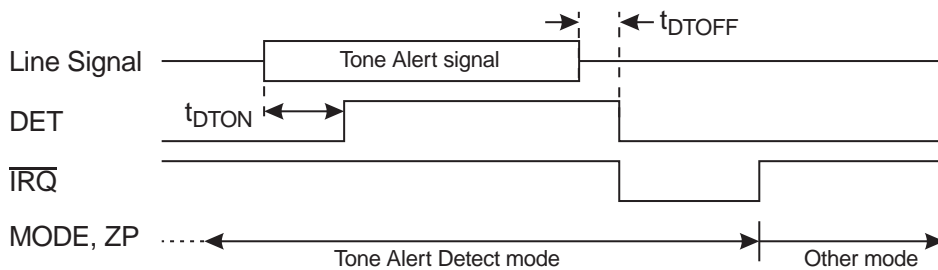 tDTOFF
Line Signal
Tone Alert signal
DET
tDTON
IRQ
MODE, ZP
Tone Alert Detect mode
Other mode